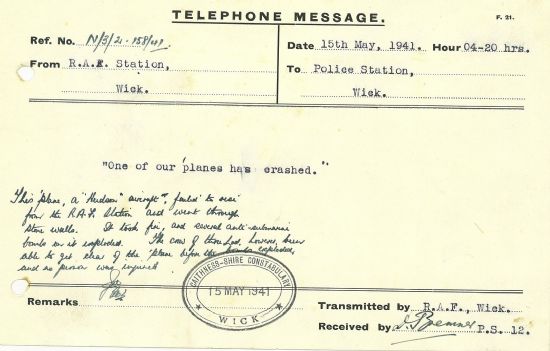 TELEPHONE MESSAGE.
F. 21.
Ref. No. N/3/2-158/41.
Date 15th May, 1941. Hour 04-20 hrs.
From R.A.F. Station,
Wick.
To Police Station,
Wick.
"One of our 'planes has crashed."
This 'plane, a "Hudson" aircraft, failed to rise
from the R.A.F. Station and went through
stone walls. It took fire, and several anti-submarine
bombs on it exploded. The crew of three had, however, been
able to get clear of the 'plane before the bombs exploded,
and no person was injured
CAITHNESS-SHIRE CONSTABULARY
15 MAY 1941
WICK
Remarks
Transmitted by R.A.F., Wick.
Received by D. Bremner P.S. 12.